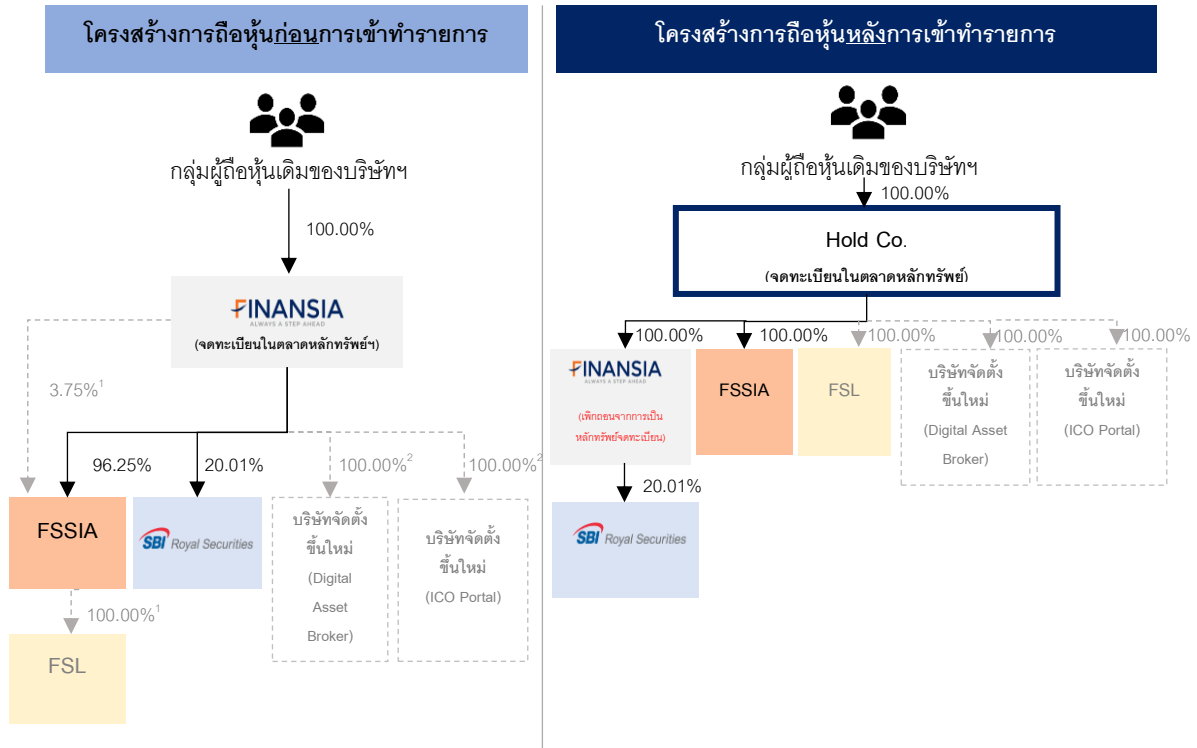 โครงสร้างการถือหุ้นก่อนการเข้าทำรายการ
กลุ่มผู้ถือหุ้นเดิมของบริษัทฯ
100.00%
FINANSIA
ALWAYS A STEP AHEAD
(จดทะเบียนในตลาดหลักทรัพย์ฯ)
3.75%1
96.25%
20.01%
100.00%2
100.00%2
FSSIA
SBI Royal Securities
บริษัทจัดตั้ง
ขึ้นใหม่
(Digital
Asset
Broker)
บริษัทจัดตั้ง
ขึ้นใหม่
(ICO Portal)
100.00%1
FSL
โครงสร้างการถือหุ้นหลังการเข้าทำรายการ
กลุ่มผู้ถือหุ้นเดิมของบริษัทฯ
100.00%
Hold Co.
(จดทะเบียนในตลาดหลักทรัพย์)
100.00%
100.00%
100.00%
100.00%
100.00%
FINANSIA
ALWAYS A STEP AHEAD
(เพิกถอนจากการเป็น
หลักทรัพย์จดทะเบียน)
FSSIA
FSL
บริษัทจัดตั้ง
ขึ้นใหม่
(Digital Asset
Broker)
บริษัทจัดตั้ง
ขึ้นใหม่
(ICO Portal)
20.01%
SBI Royal Securities